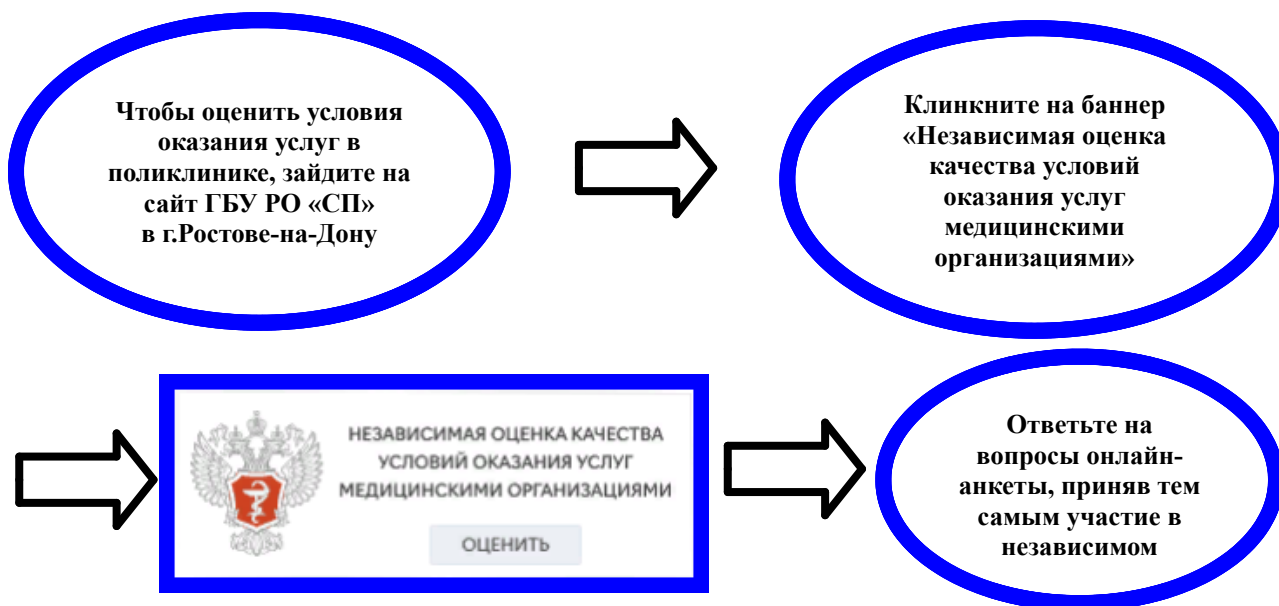 Чтобы оценить условия
оказания услуг в
поликлинике, зайдите на
сайт ГБУ РО «СП»
в г.Ростове-на-Дону
Клинкните на баннер
«Независимая оценка
качества условий
оказания услуг
медицинскими
организациями»
НЕЗАВИСИМАЯ ОЦЕНКА КАЧЕСТВА
УСЛОВИЙ ОКАЗАНИЯ УСЛУГ
МЕДИЦИНСКИМИ ОРГАНИЗАЦИЯМИ
ОЦЕНИТЬ
Ответьте на
вопросы онлайн-
анкеты, приняв тем
самым участие в
независимом